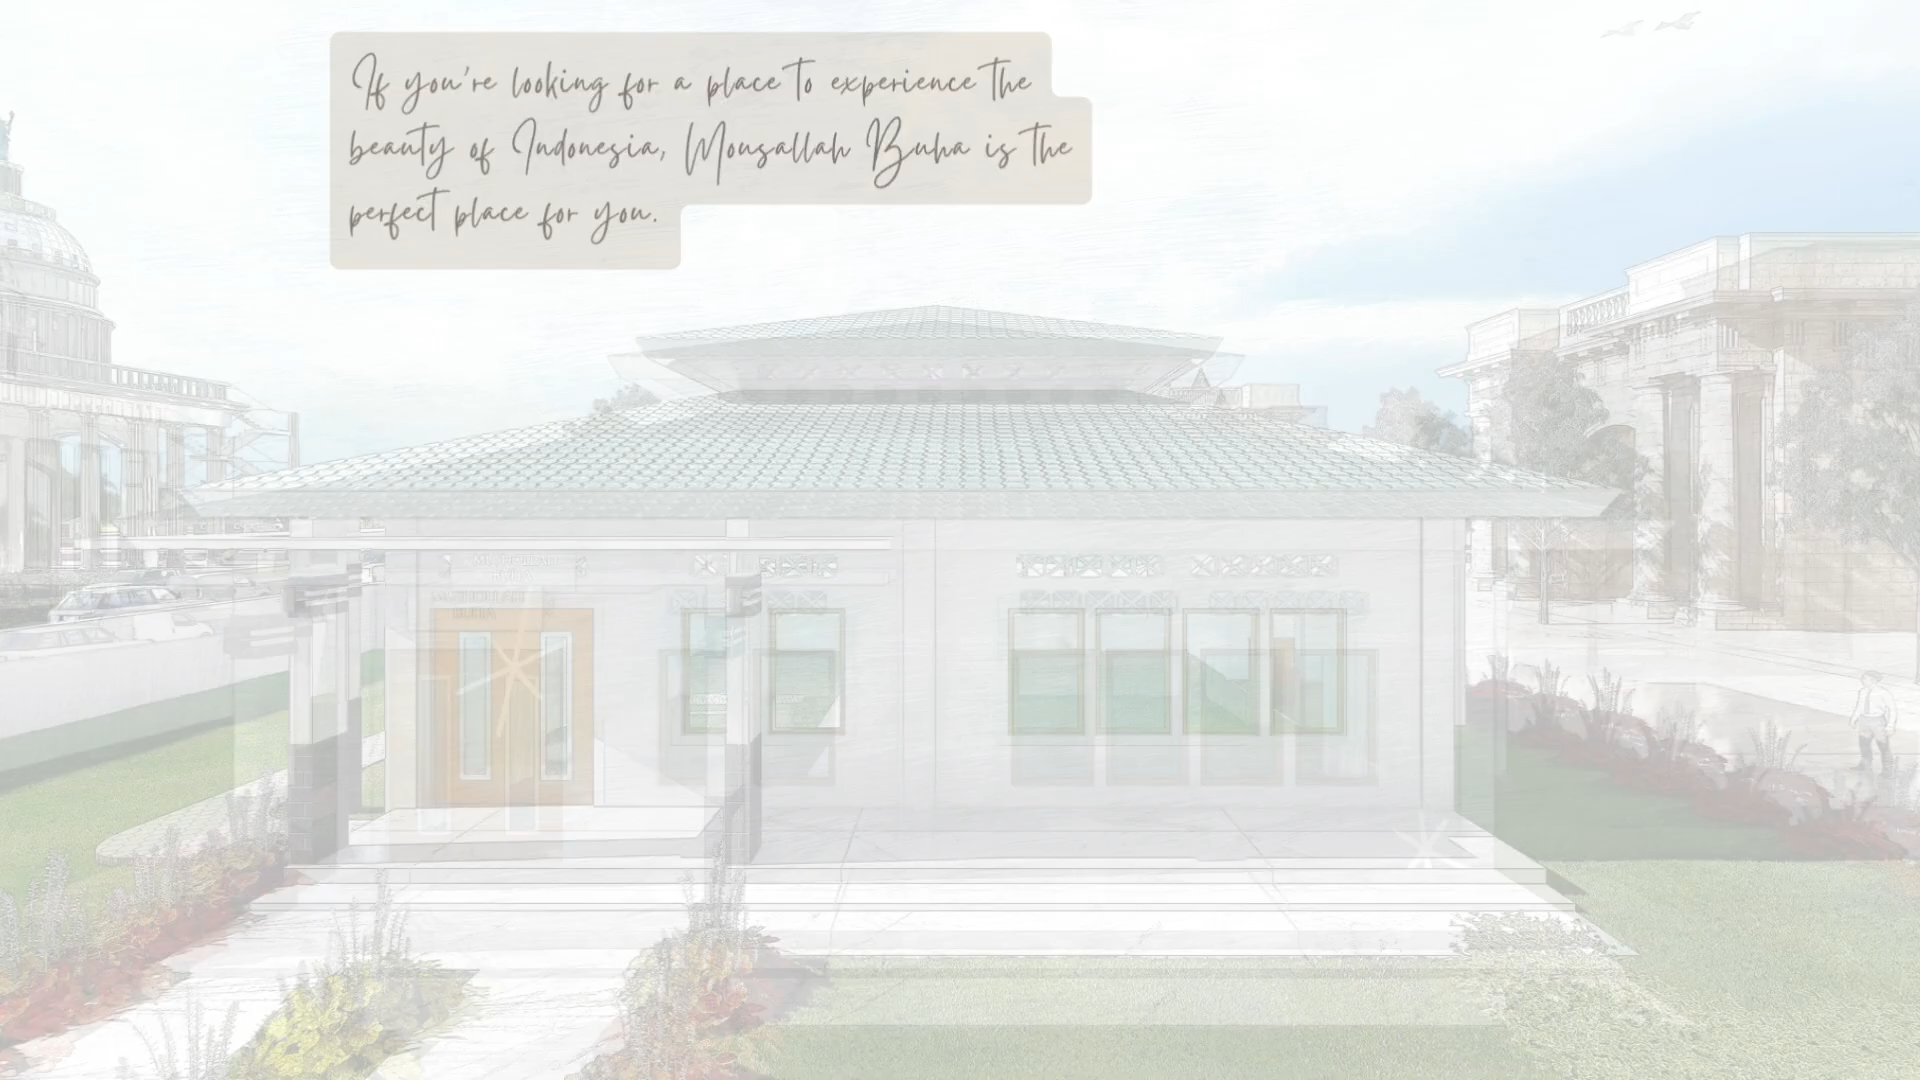 If you're looking for a place to experience the
beauty of Indonesia, Mousallah Buha is the
perfect place for you.